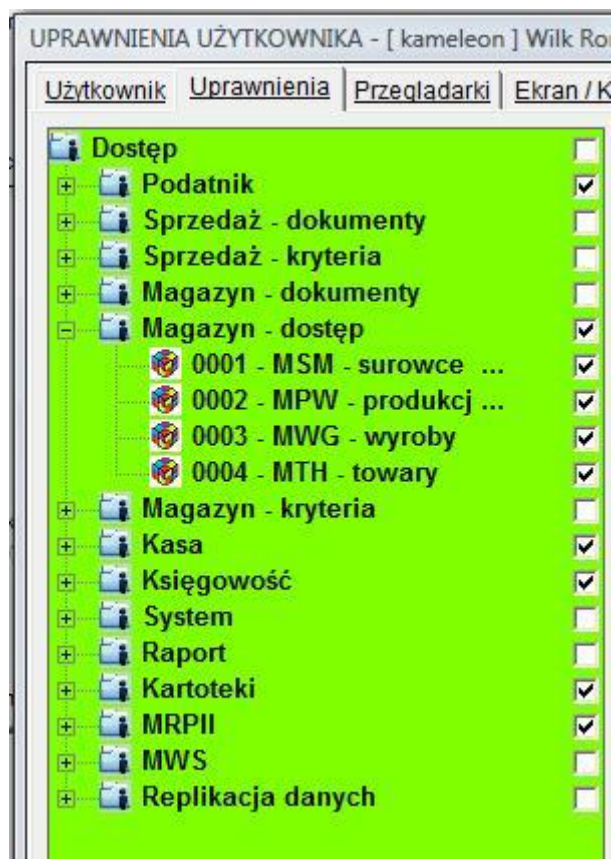 UPRAWNIENIA UŻYTKOWNIKA - [ kameleon ] Wilk
Użytkownik Uprawnienia Przeglądarki Ekran /
Dostęp
Podatnik
Sprzedaż - dokumenty
Sprzedaż - kryteria
Magazyn - dokumenty
Magazyn - dostęp
0001 - MSM - surowce ...
0002 - MPW - produkcj ...
0003 - MWG - wyroby
0004 - MTH - towary
Magazyn - kryteria
Kasa
Księgowość
System
Raport
Kartoteki
MRPII
MWS
Replikacja danych